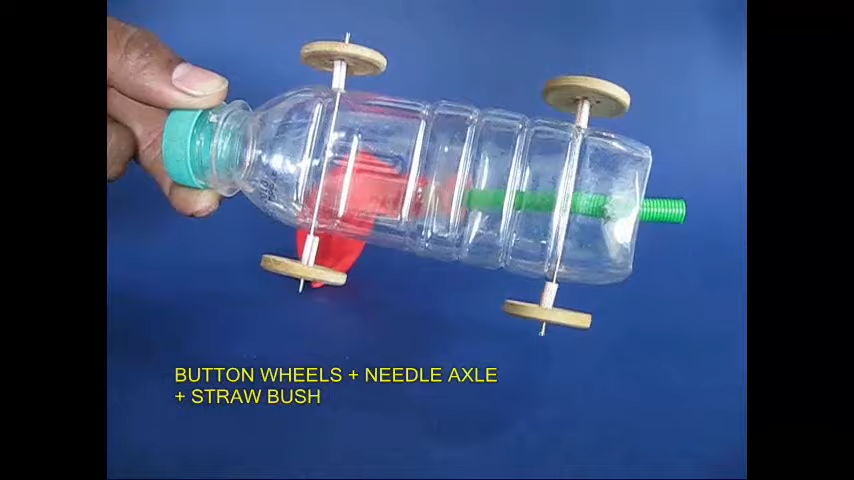 BUTTON WHEELS + NEEDLE AXLE
+ STRAW BUSH